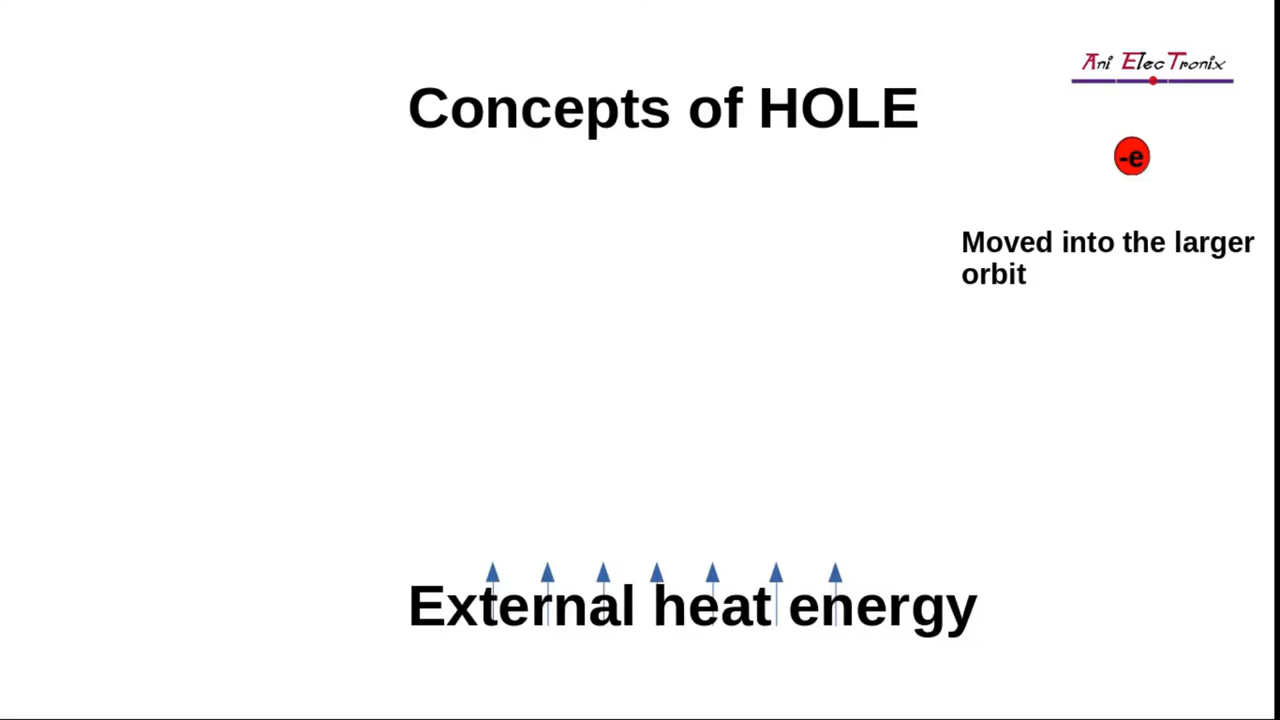 Ani ElecTronix
Concepts of HOLE
-e
Moved into the larger
orbit
External heat energy